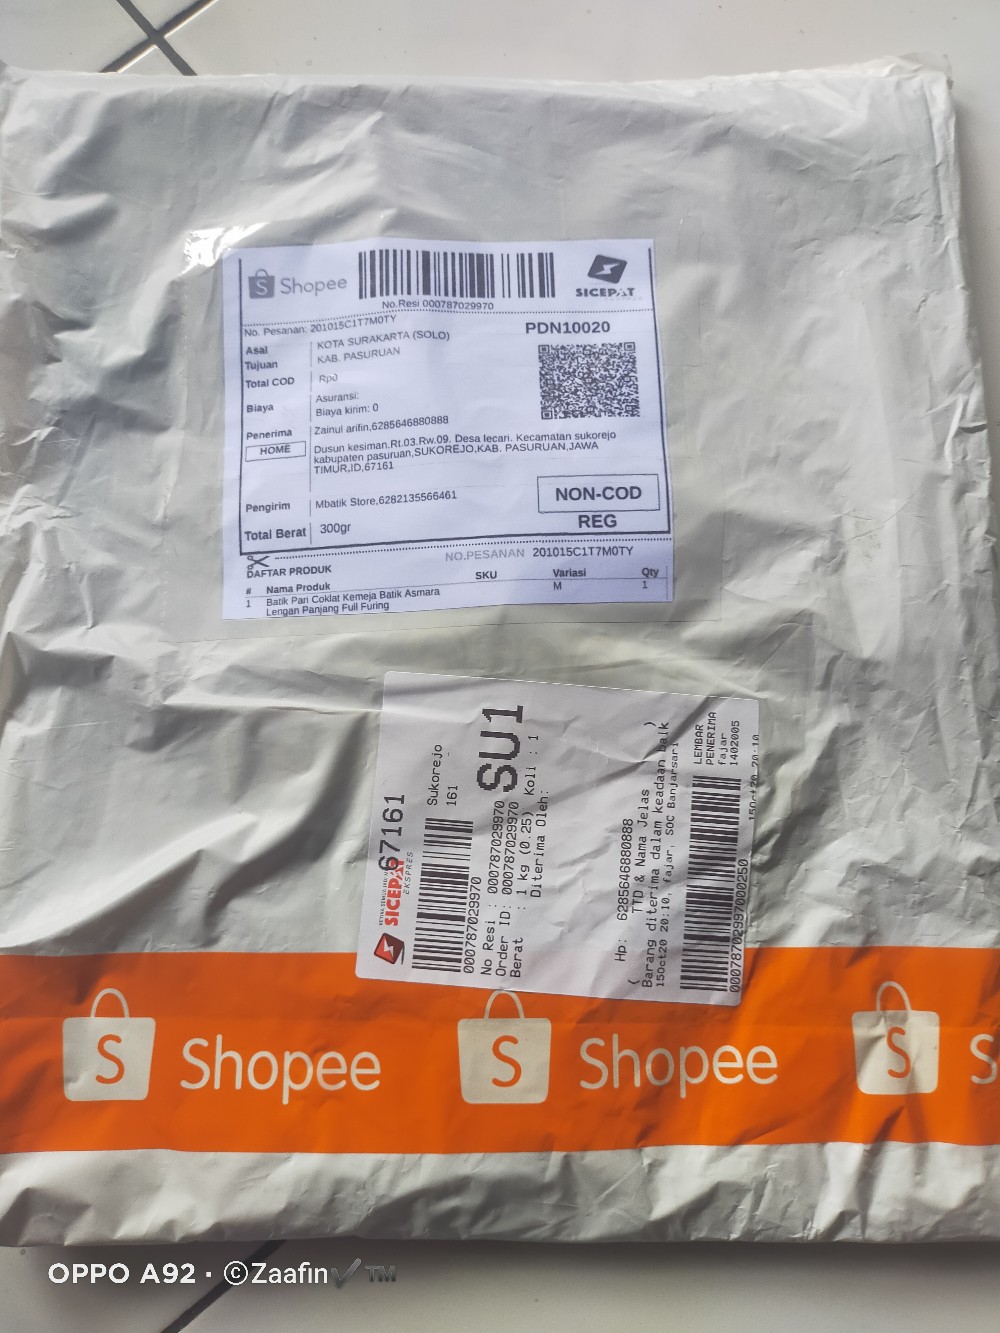 Shopee
SICEPAT
No.Resi 000787029970
No. Pesanan: 201015C1T7M0TY
PDN10020
Asal KOTA SURAKARTA (SOLO)
Tujuan KAB. PASURUAN
Total COD Rp0
Biaya Asuransi:
Biaya kirim: 0
Penerima Zainul arifin,6285646880888
HOME Dusun kesiman.Rt.03.Rw.09. Desa lecari. Kecamatan sukorejo
kabupaten pasuruan,SUKOREJO,KAB. PASURUAN,JAWA
TIMUR,ID,67161
Pengirim Mbatik Store,6282135566461
NON-COD
Total Berat 300gr
REG
NO.PESANAN 201015C1T7M0TY
DAFTAR PRODUK
# Nama Produk SKU Variasi Qty
1 Batik Pari Coklat Kemeja Batik Asmara M 1
Lengan Panjang Full Furing
SICEPAT
EKSPRES
67161
Sukorejo
161
000787029970
SU1
No Resi : 000787029970
Order ID: 000787029970
Berat : 1 kg (0.25) Koli : 1
Diterima Oleh:
Hp: 6285646880888
( )
TTD & Nama Jelas
Barang diterima dalam keadaan baik
15Oct20 20:10, fajar, SOC Banjarsari
LEMBAR
PENERIMA
fajar
1402005
00078702997000250
15Oct20 20:10
Shopee Shopee S
OPPO A92 · ©Zaafin✔™